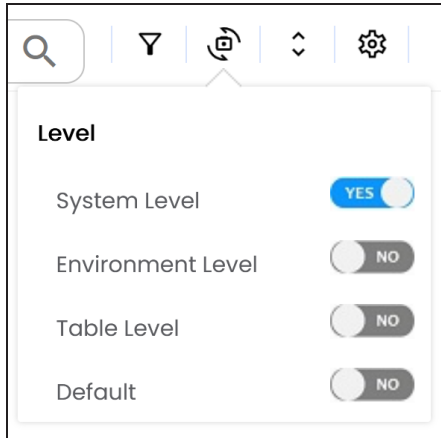 Level
System Level YES
Environment Level NO
Table Level NO
Default NO